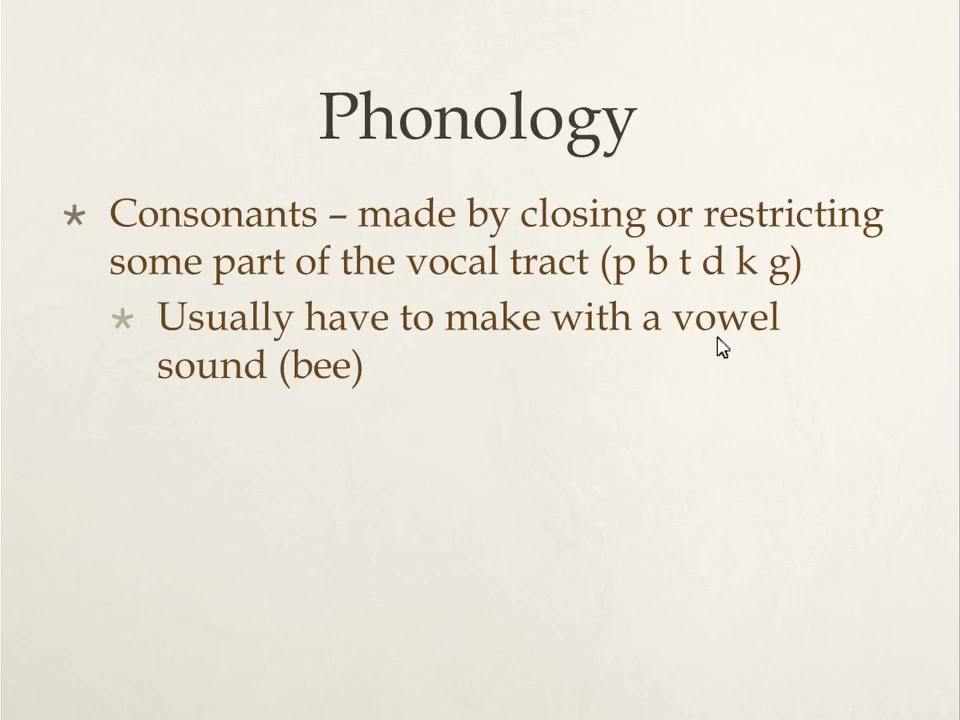 Phonology
* Consonants – made by closing or restricting
some part of the vocal tract (p b t d k g)
* Usually have to make with a vowel
sound (bee)